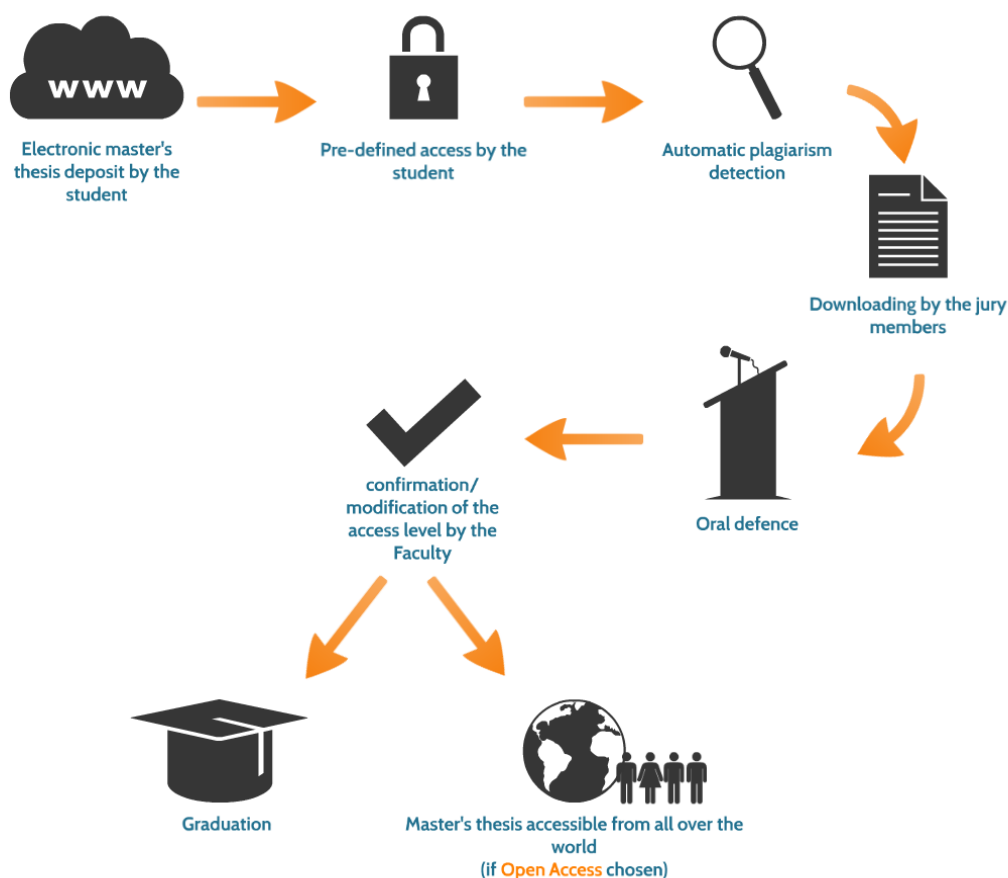 www
Electronic master's
thesis deposit by the
student
Pre-defined access by the
student
Automatic plagiarism
detection
Downloading by the jury
members
Oral defence
confirmation/
modification of the
access level by the
Faculty
Graduation
Master's thesis accessible from all over the
world
(if Open Access chosen)